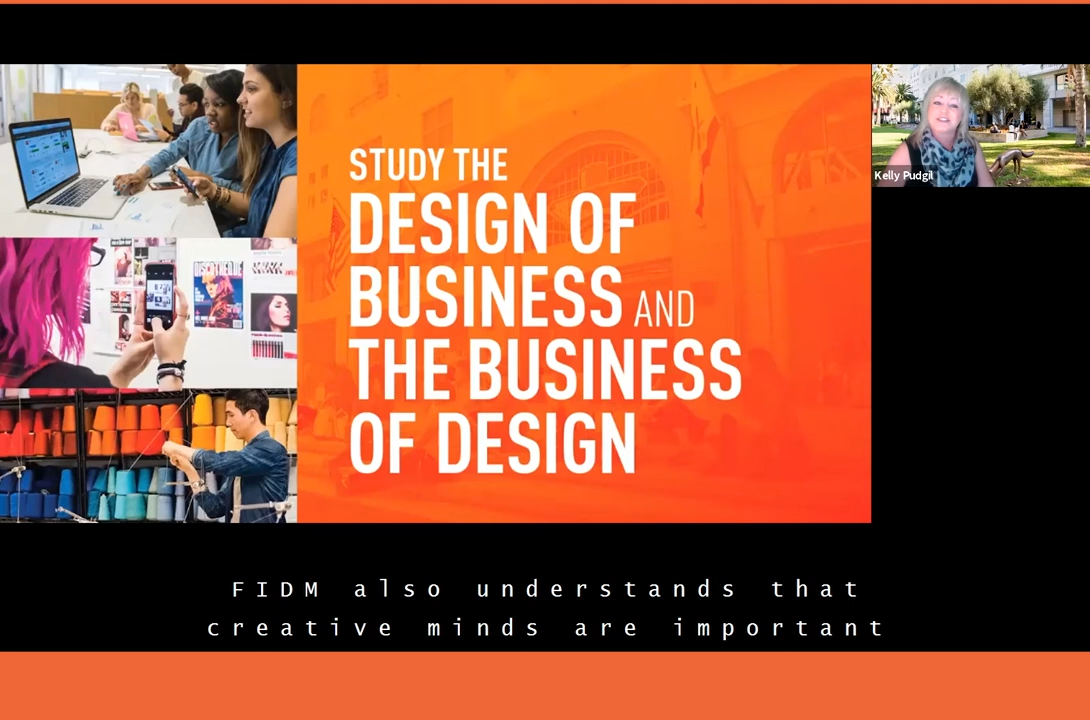 STUDY THE
DESIGN OF
BUSINESS AND
THE BUSINESS
OF DESIGN
Kelly Pudgil
FIDM also understands that
creative minds are important